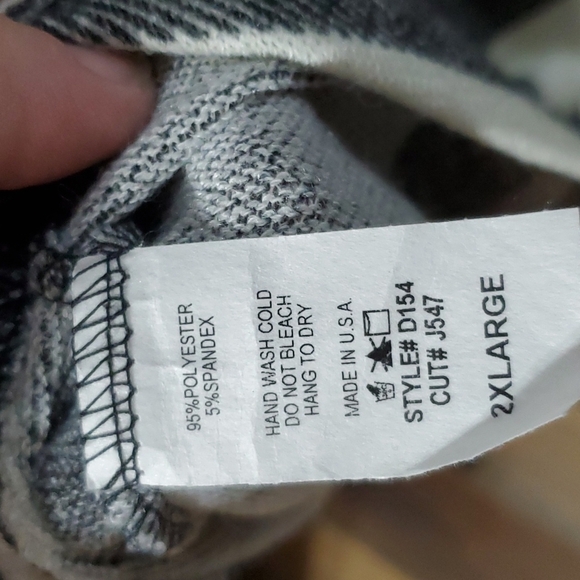 95%POLYESTER
5%SPANDEX
HAND WASH COLD
DO NOT BLEACH
HANG TO DRY
MADE IN U.S.A.
STYLE# D154
CUT# J547
2XLARGE